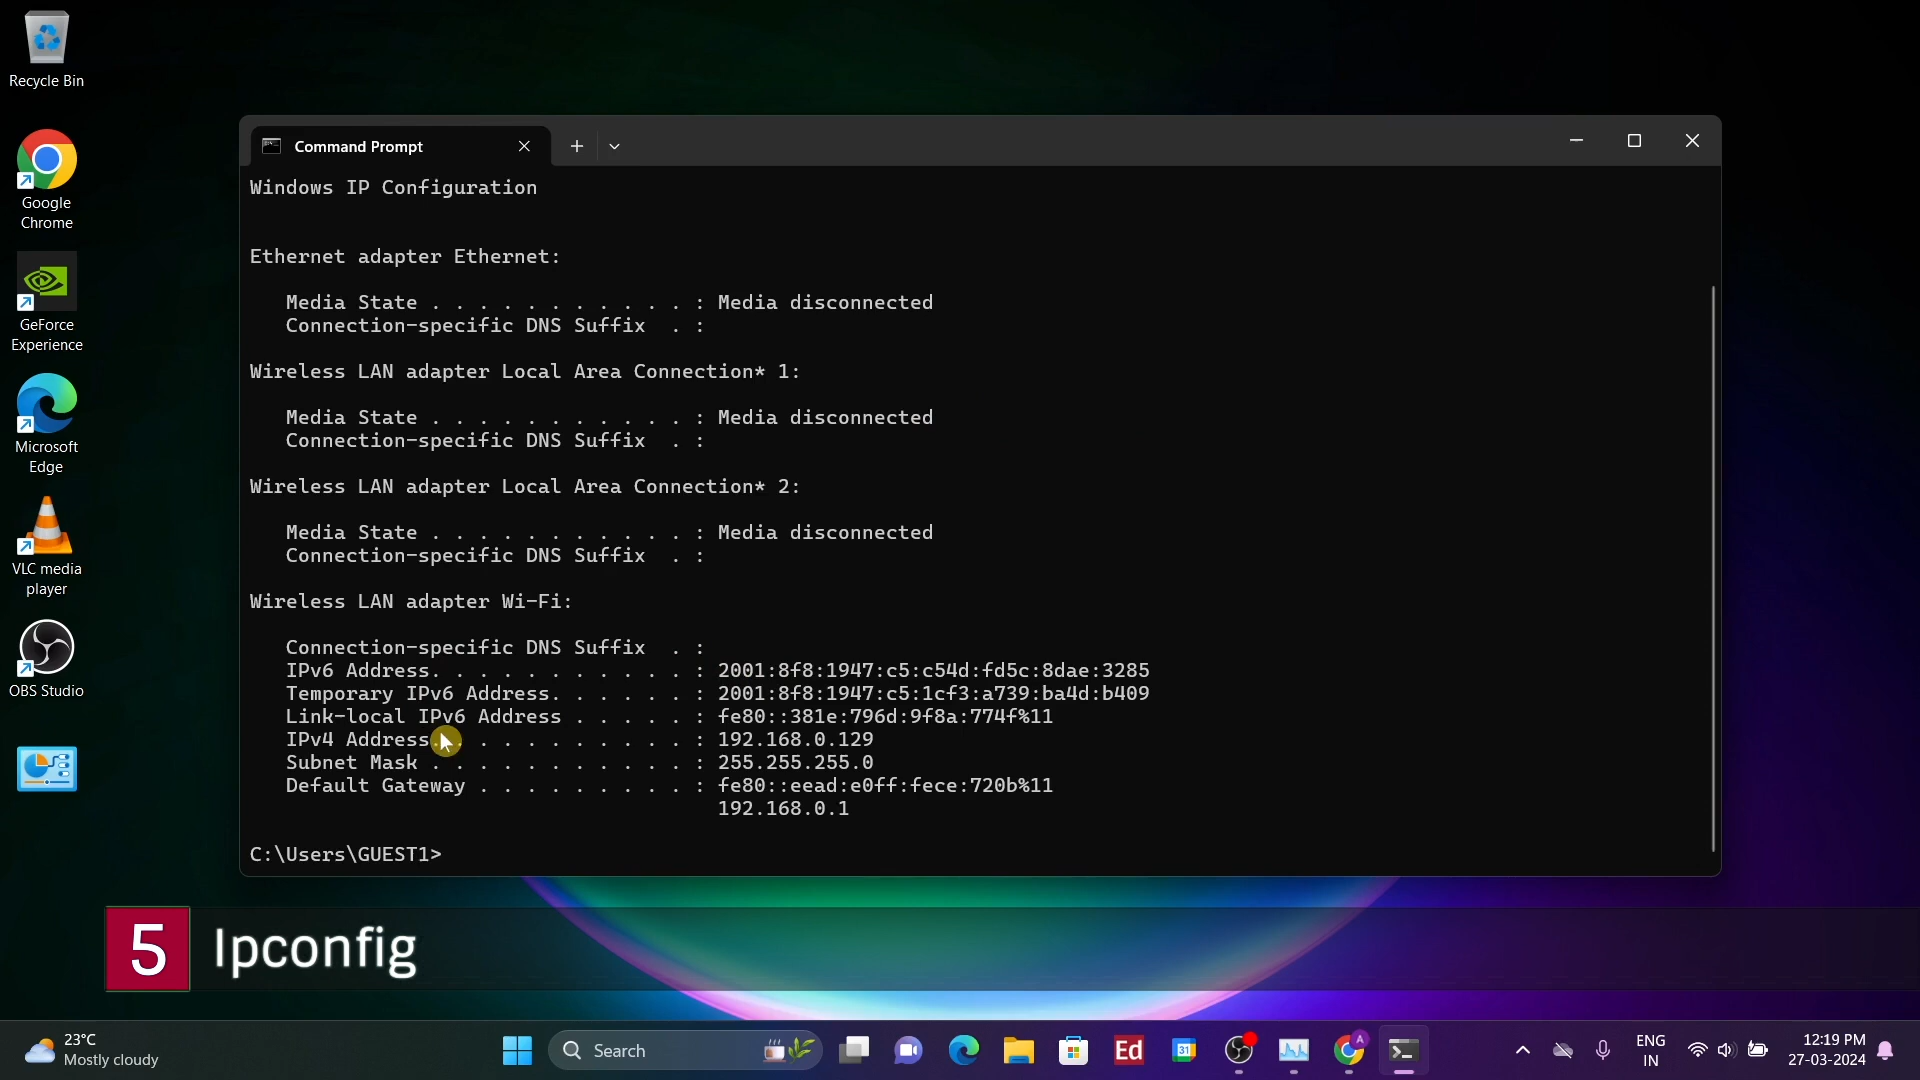 Recycle Bin
Google
Chrome
GeForce
Experience
Microsoft
Edge
VLC media
player
OBS Studio
Command Prompt
Windows IP Configuration
Ethernet adapter Ethernet:
Media State . . . . . . . . . . . : Media disconnected
Connection-specific DNS Suffix  . :
Wireless LAN adapter Local Area Connection* 1:
Media State . . . . . . . . . . . : Media disconnected
Connection-specific DNS Suffix  . :
Wireless LAN adapter Local Area Connection* 2:
Media State . . . . . . . . . . . : Media disconnected
Connection-specific DNS Suffix  . :
Wireless LAN adapter Wi-Fi:
Connection-specific DNS Suffix  . :
IPv6 Address. . . . . . . . . . . : 2001:8f8:1947:c5:c54d:fd5c:8dae:3285
Temporary IPv6 Address. . . . . . : 2001:8f8:1947:c5:1cf3:a739:ba4d:b409
Link-local IPv6 Address . . . . . : fe80::381e:796d:9f8a:774f%11
IPv4 Address. . . . . . . . . . . : 192.168.0.129
Subnet Mask . . . . . . . . . . . : 255.255.255.0
Default Gateway . . . . . . . . . : fe80::eead:e0ff:fece:720b%11
192.168.0.1
C:\Users\GUEST1>
5 Ipconfig
23°C
Mostly cloudy
Search
Ed
31
A
ENG
IN
12:19 PM
27-03-2024